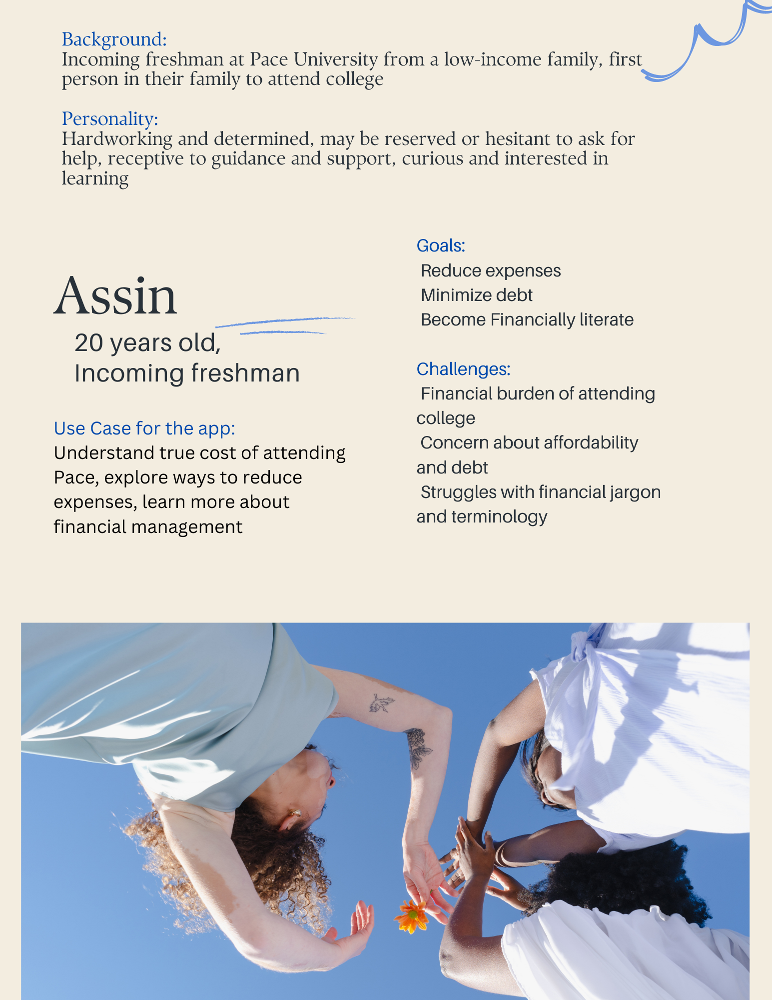 Background:
Incoming freshman at Pace University from a low-income family, first
person in their family to attend college
Personality:
Hardworking and determined, may be reserved or hesitant to ask for
help, receptive to guidance and support, curious and interested in
learning
Assin
20 years old,
Incoming freshman
Use Case for the app:
Understand true cost of attending
Pace, explore ways to reduce
expenses, learn more about
financial management
Goals:
Reduce expenses
Minimize debt
Become Financially literate
Challenges:
Financial burden of attending
college
Concern about affordability
and debt
Struggles with financial jargon
and terminology